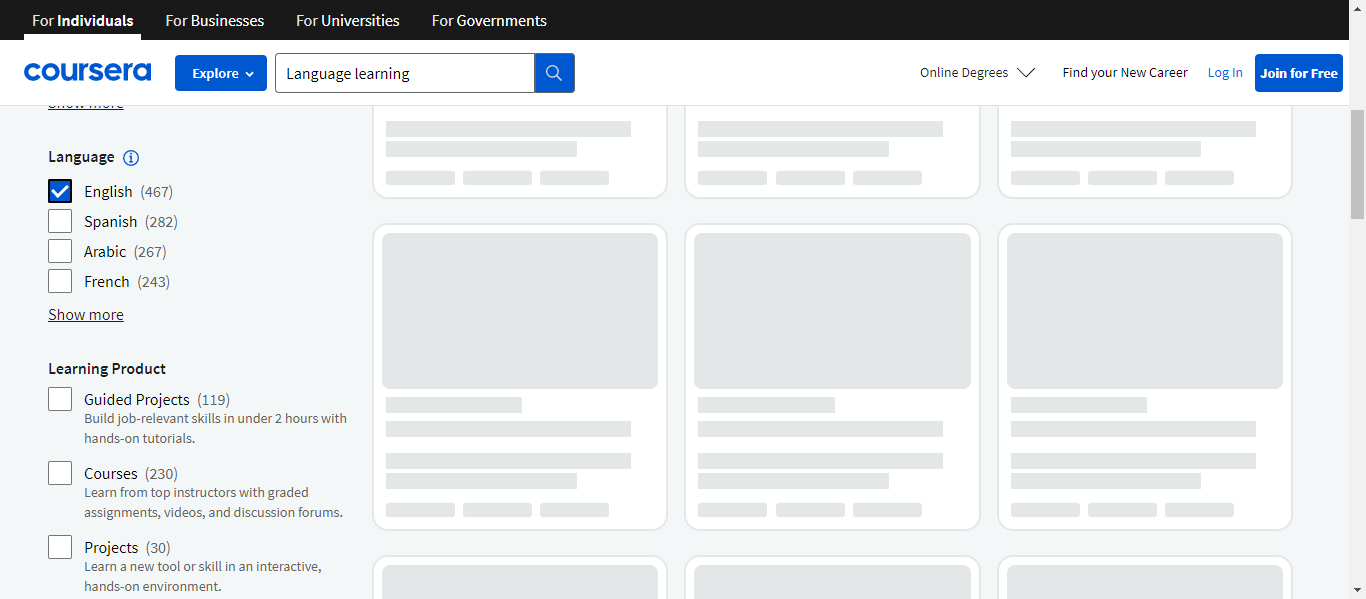 For Individuals For Businesses For Universities For Governments
coursera Explore Language learning Online Degrees Find your New Career Log In Join for Free
Show more
Language
English (467)
Spanish (282)
Arabic (267)
French (243)
Show more
Learning Product
Guided Projects (119)
Build job-relevant skills in under 2 hours with
hands-on tutorials.
Courses (230)
Learn from top instructors with graded
assignments, videos, and discussion forums.
Projects (30)
Learn a new tool or skill in an interactive,
hands-on environment.